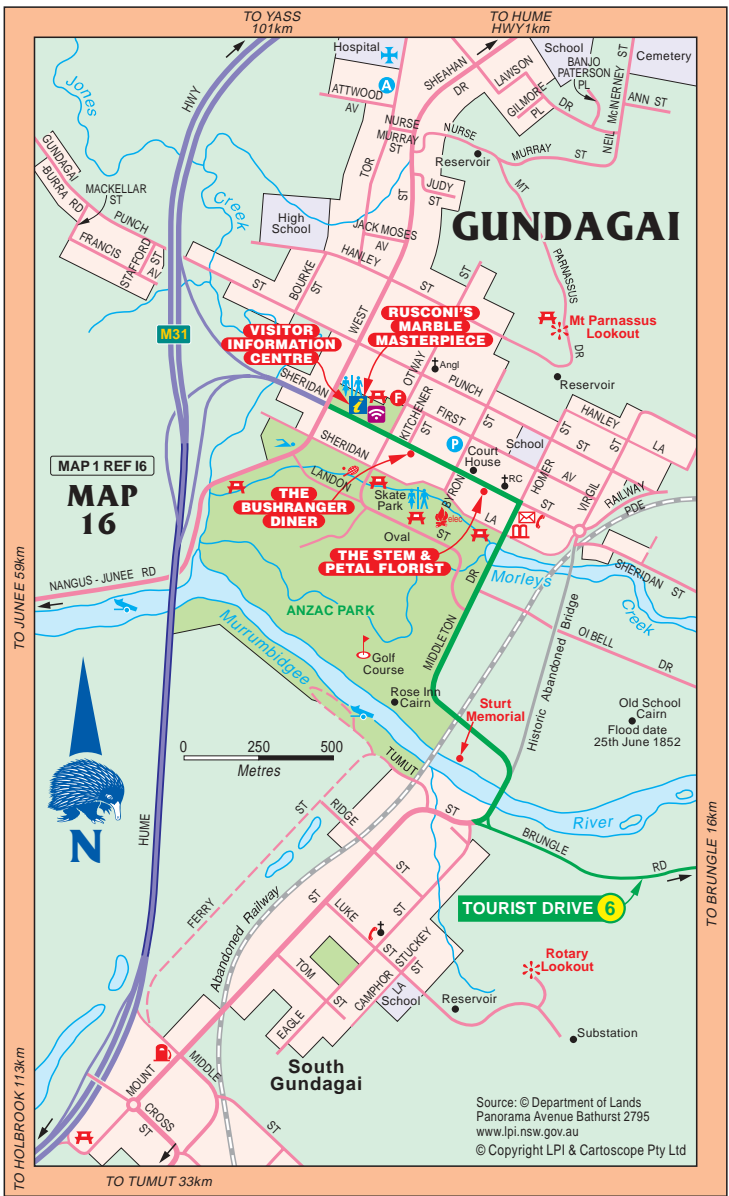 TO YASS
101km
TO HUME
HWY1km
Hospital
School
BANJO
PATERSON
PL
Cemetery
Jones
Creek
HWY
A
ATTWOOD
AV
SHEAHAN
DR
LAWSON
DR
GILMORE
PL
NEIL McINERNEY ST
ANN ST
NURSE
MURRAY
ST
NURSE
MURRAY
ST
Reservoir
TOR
ST
JUDY
ST
MT
PARNASSUS
DR
GUNDAGAI
GUNDAGAI
-BURRA RD
MACKELLAR
ST
PUNCH
ST
FRANCIS
AV
STAFFORD
High
School
JACK MOSES
AV
HANLEY
ST
ST
BOURKE
ST
WEST
ST
M31
VISITOR
INFORMATION
CENTRE
RUSCONI'S
MARBLE
MASTERPIECE
Mt Parnassus
Lookout
Reservoir
OTWAY
Angl
PUNCH
ST
SHERIDAN
i
F
KITCHENER
ST
FIRST
P
HANLEY
ST
LA
School
ST
ST
AV
Court
House
RC
HOMER
ST
VIRGIL
RAILWAY
PDE
SHERIDAN
LANDON
ST
BYRON
LA
MAP 1 REF I6
MAP
16
THE
BUSHRANGER
DINER
Skate
Park
elec
Oval
THE STEM &
PETAL FLORIST
DR
MIDDLETON
Morleys
Creek
SHERIDAN ST
NANGUS - JUNEE RD
TO JUNEE 59km
ANZAC PARK
Murrumbidgee
River
Golf
Course
Rose Inn
Cairn
OI BELL
DR
Historic Abandoned Bridge
Sturt
Memorial
Old School
Cairn
Flood date
25th June 1852
0 250 500
Metres
N
HUME
TUMUT
ST
RIDGE
ST
ST
BRUNGLE
RD
TO BRUNGLE 16km
TOURIST DRIVE 6
FERRY
Abandoned Railway
ST
LUKE
ST
ST
STUCKEY
ST
TOM
ST
CAMPHOR
LA
School
EAGLE
Reservoir
Rotary
Lookout
Substation
South
Gundagai
MOUNT
MIDDLE
ST
CROSS
ST
TO HOLBROOK 113km
TO TUMUT 33km
Source: © Department of Lands
Panorama Avenue Bathurst 2795
www.lpi.nsw.gov.au
© Copyright LPI & Cartoscope Pty Ltd